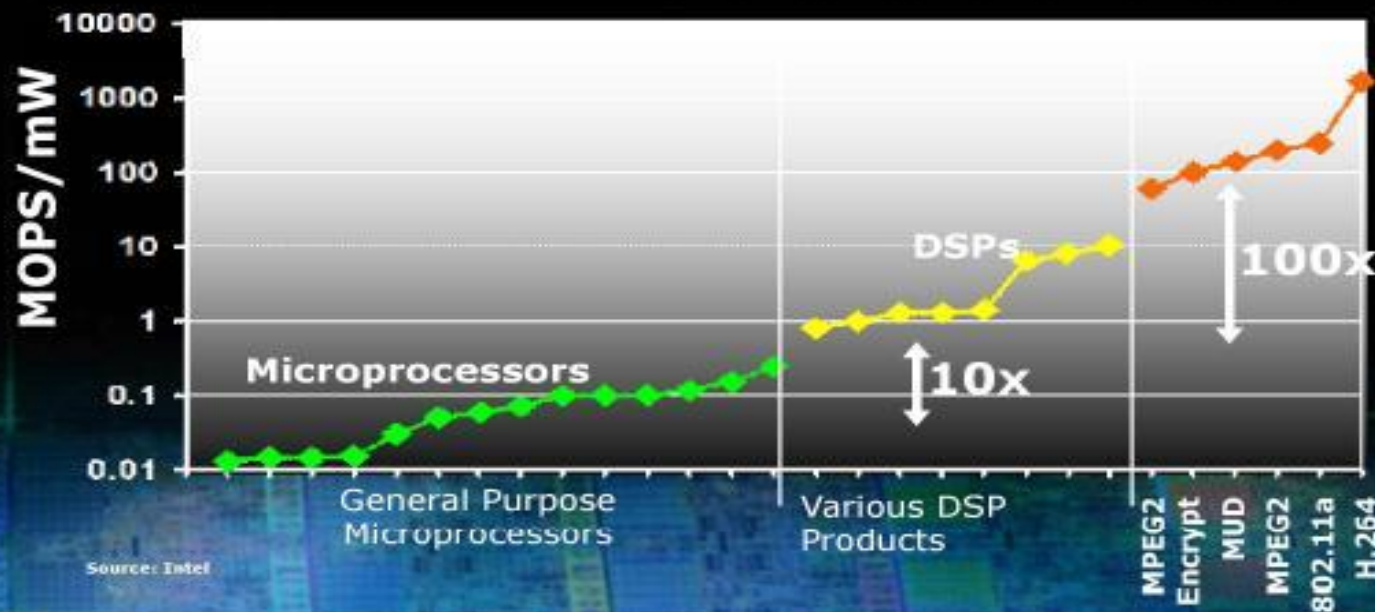 10000
1000
100
10
1
0.1
0.01
MOPS/mW
Microprocessors
DSPs
10x
100x
General Purpose
Microprocessors
Various DSP
Products
MPEG2
Encrypt
MUD
MPEG2
802.11a
H.264
Source: Intel